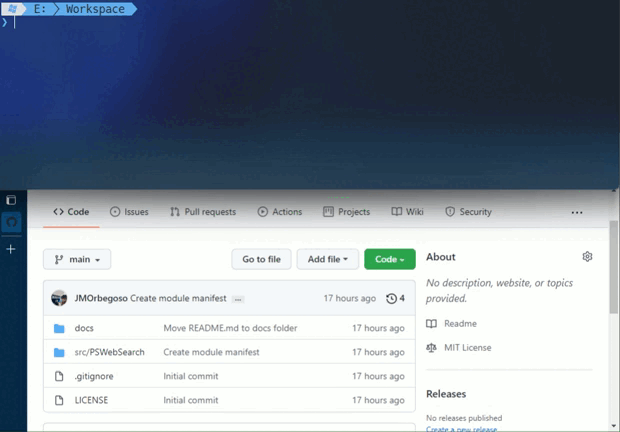 E: Workspace
Code Issues Pull requests Actions Projects Wiki Security
main Go to file Add file Code
About
No description, website, or topics
provided.
JMOrbegoso Create module manifest 17 hours ago 4
docs Move README.md to docs folder 17 hours ago
src/PSWebSearch Create module manifest 17 hours ago
.gitignore Initial commit 17 hours ago
LICENSE Initial commit 17 hours ago
Readme
MIT License
Releases
No releases published
Create a new release